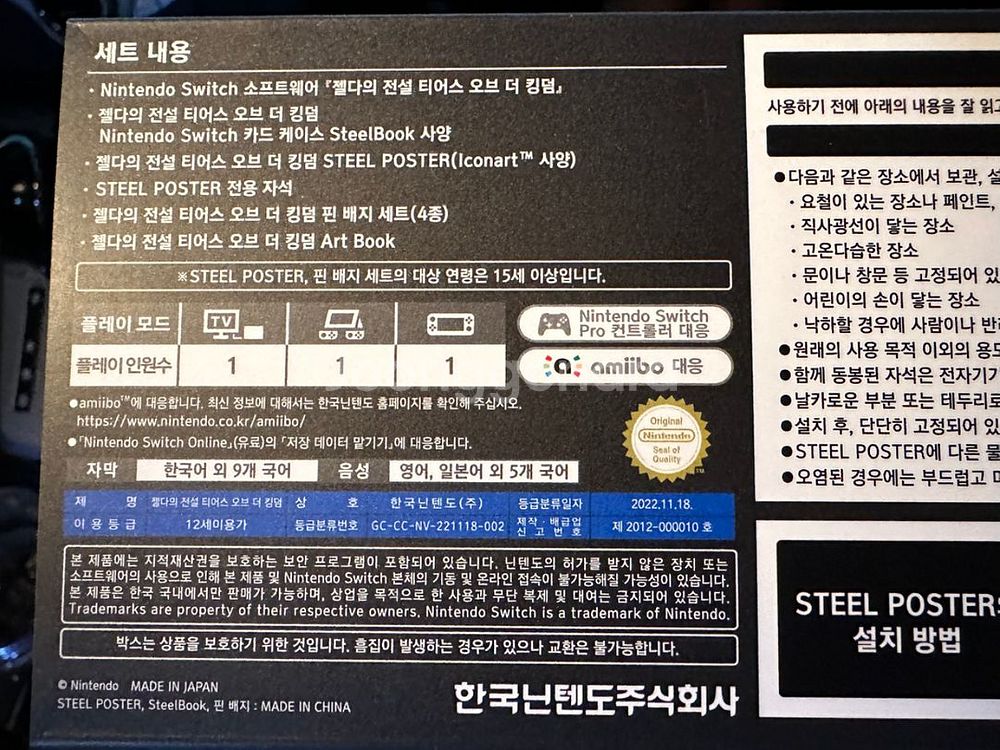 세트 내용
· Nintendo Switch 소프트웨어 『젤다의 전설 티어스 오브 더 킹덤』
· 젤다의 전설 티어스 오브 더 킹덤
Nintendo Switch 카드 케이스 SteelBook 사양
· 젤다의 전설 티어스 오브 더 킹덤 STEEL POSTER(Iconart™ 사양)
· STEEL POSTER 전용 자석
· 젤다의 전설 티어스 오브 더 킹덤 핀 배지 세트(4종)
· 젤다의 전설 티어스 오브 더 킹덤 Art Book
※STEEL POSTER, 핀 배지 세트의 대상 연령은 15세 이상입니다.
플레이 모드 TV
플레이 인원수 1 1 1
Nintendo Switch
Pro 컨트롤러 대응
amiibo 대응
●amiibo™에 대응합니다. 최신 정보에 대해서는 한국닌텐도 홈페이지를 확인해 주십시오.
https://www.nintendo.co.kr/amiibo/
●「Nintendo Switch Online」(유료)의 「저장 데이터 맡기기」에 대응합니다.
자막 한국어 외 9개 국어 음성 영어, 일본어 외 5개 국어
Original
Nintendo
Seal of
Quality
TM
제 명 젤다의 전설 티어스 오브 더 킹덤 상 호 한국닌텐도(주) 등급분류일자 2022.11.18.
이용등급 12세이용가 등급분류번호 GC-CC-NV-221118-002 제작·배급업 신고번호 제 2012-000010 호
본 제품에는 지적재산권을 보호하는 보안 프로그램이 포함되어 있습니다. 닌텐도의 허가를 받지 않은 장치 또는
소프트웨어의 사용으로 인해 본 제품 및 Nintendo Switch 본체의 기동 및 온라인 접속이 불가능해질 가능성이 있습니다.
본 제품은 한국 국내에서만 판매가 가능하며, 상업을 목적으로 한 사용과 무단 복제 및 대여는 금지되어 있습니다.
Trademarks are property of their respective owners. Nintendo Switch is a trademark of Nintendo.
박스는 상품을 보호하기 위한 것입니다. 흠집이 발생하는 경우가 있으나 교환은 불가능합니다.
© Nintendo MADE IN JAPAN
STEEL POSTER, SteelBook, 핀 배지 : MADE IN CHINA
한국닌텐도주식회사
사용하기 전에 아래의 내용을 잘 읽고
●다음과 같은 장소에서 보관, 설
· 요철이 있는 장소나 페인트,
· 직사광선이 닿는 장소
· 고온다습한 장소
· 문이나 창문 등 고정되어 있
· 어린이의 손이 닿는 장소
· 낙하할 경우에 사람이나 반려
●원래의 사용 목적 이외의 용도
●함께 동봉된 자석은 전자기기
●날카로운 부분 또는 테두리로
●설치 후, 단단히 고정되어 있
●STEEL POSTER에 다른 물
●오염된 경우에는 부드럽고 마
STEEL POSTER
설치 방법